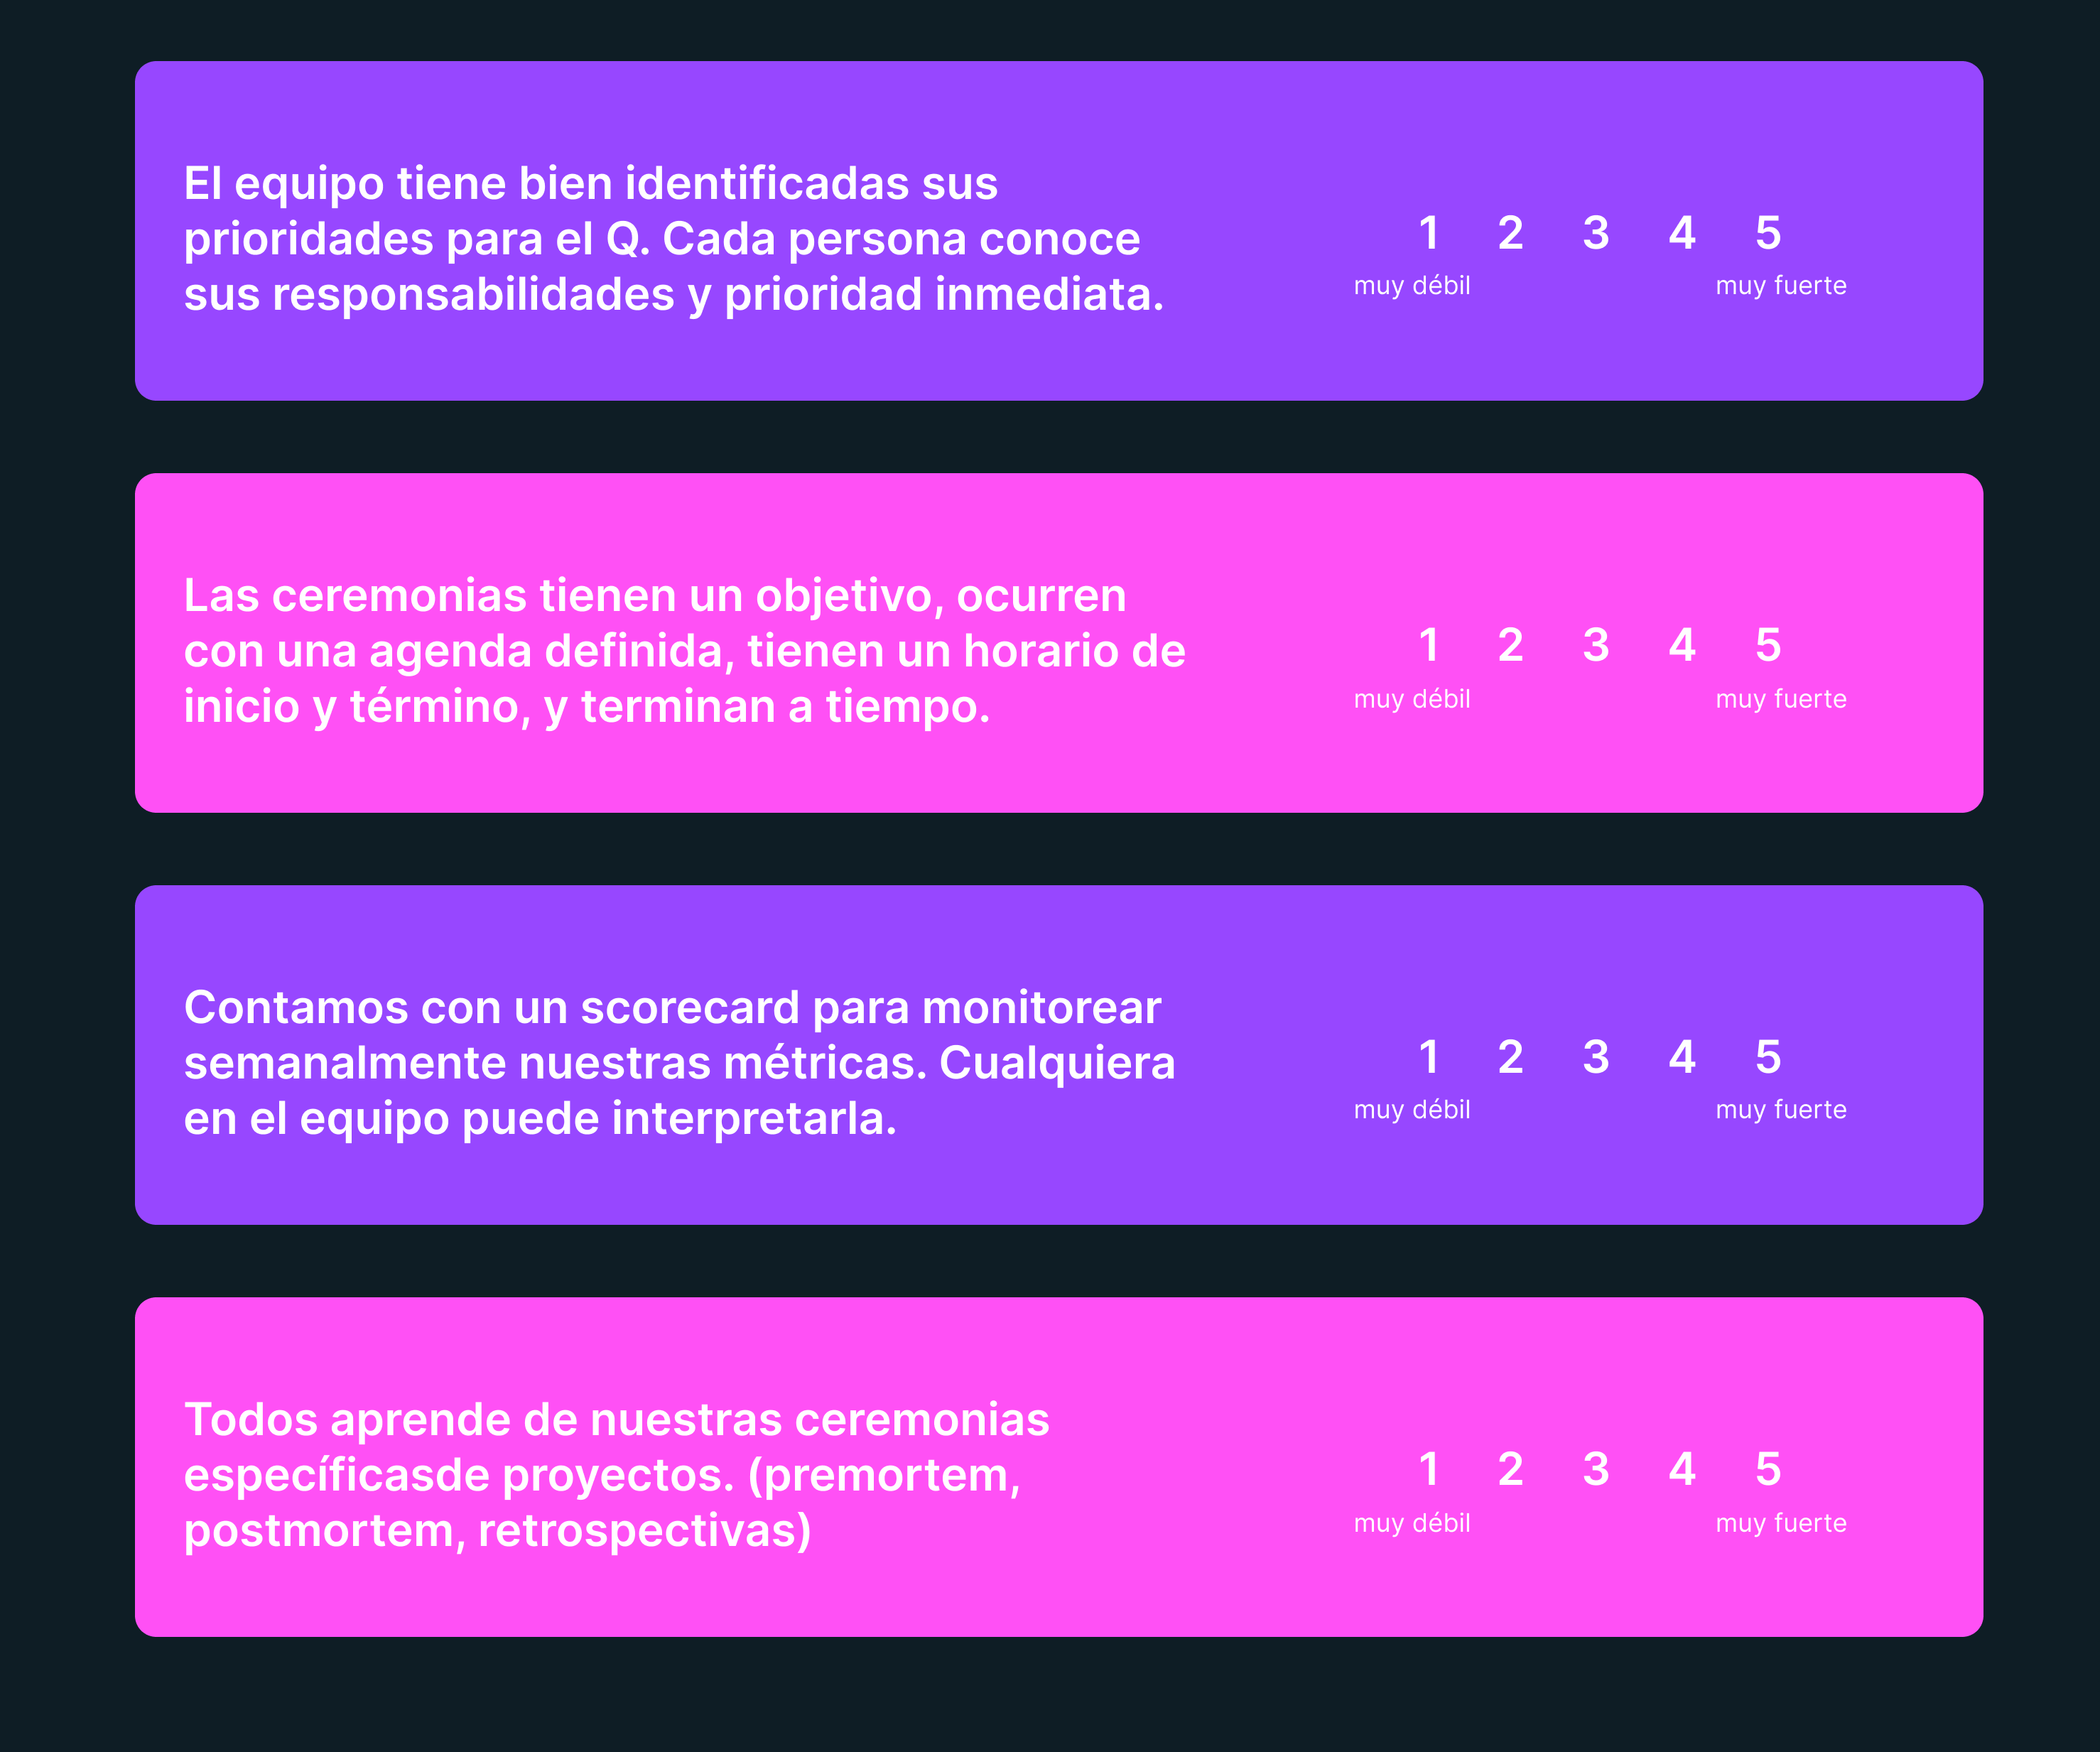 El equipo tiene bien identificadas sus
prioridades para el Q. Cada persona conoce
sus responsabilidades y prioridad inmediata.
1 2 3 4 5
muy débil muy fuerte
Las ceremonias tienen un objetivo, ocurren
con una agenda definida, tienen un horario de
inicio y término, y terminan a tiempo.
1 2 3 4 5
muy débil muy fuerte
Contamos con un scorecard para monitorear
semanalmente nuestras métricas. Cualquiera
en el equipo puede interpretarla.
1 2 3 4 5
muy débil muy fuerte
Todos aprende de nuestras ceremonias
específicasde proyectos. (premortem,
postmortem, retrospectivas)
1 2 3 4 5
muy débil muy fuerte